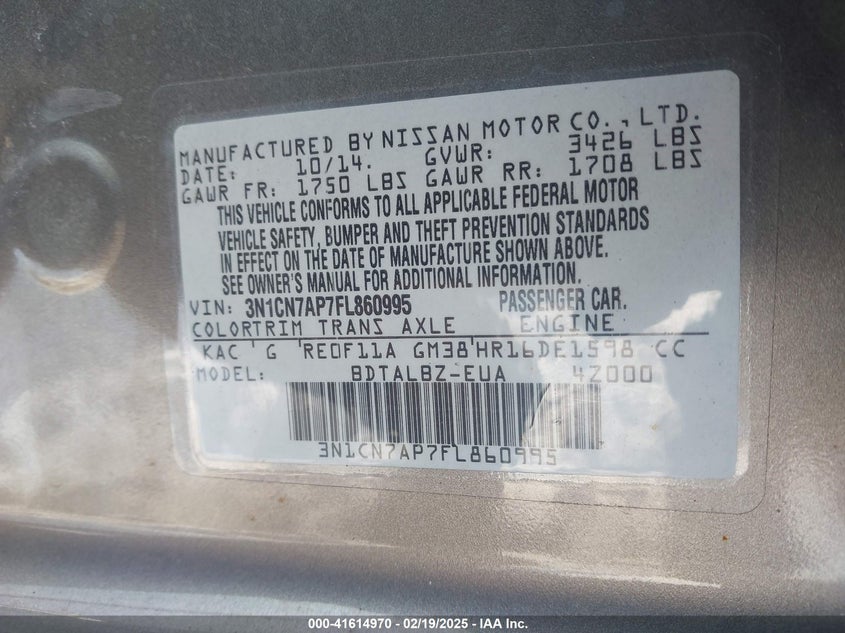 MANUFACTURED BY NISSAN MOTOR CO., LTD.
DATE: 10/14. GVWR: 3426 LBS
GAWR FR: 1750 LBS GAWR RR: 1708 LBS
THIS VEHICLE CONFORMS TO ALL APPLICABLE FEDERAL MOTOR
VEHICLE SAFETY, BUMPER AND THEFT PREVENTION STANDARDS
IN EFFECT ON THE DATE OF MANUFACTURE SHOWN ABOVE.
SEE OWNER'S MANUAL FOR ADDITIONAL INFORMATION.
VIN: 3N1CN7AP7FL860995 PASSENGER CAR.
COLORTRIM TRANS AXLE ENGINE
KAC G RE0F11A GM38 HR16DE1598 CC
MODEL: BDTALBZ-EUA 4Z000
3N1CN7AP7FL860995
000-41614970 - 02/19/2025 - IAA Inc.